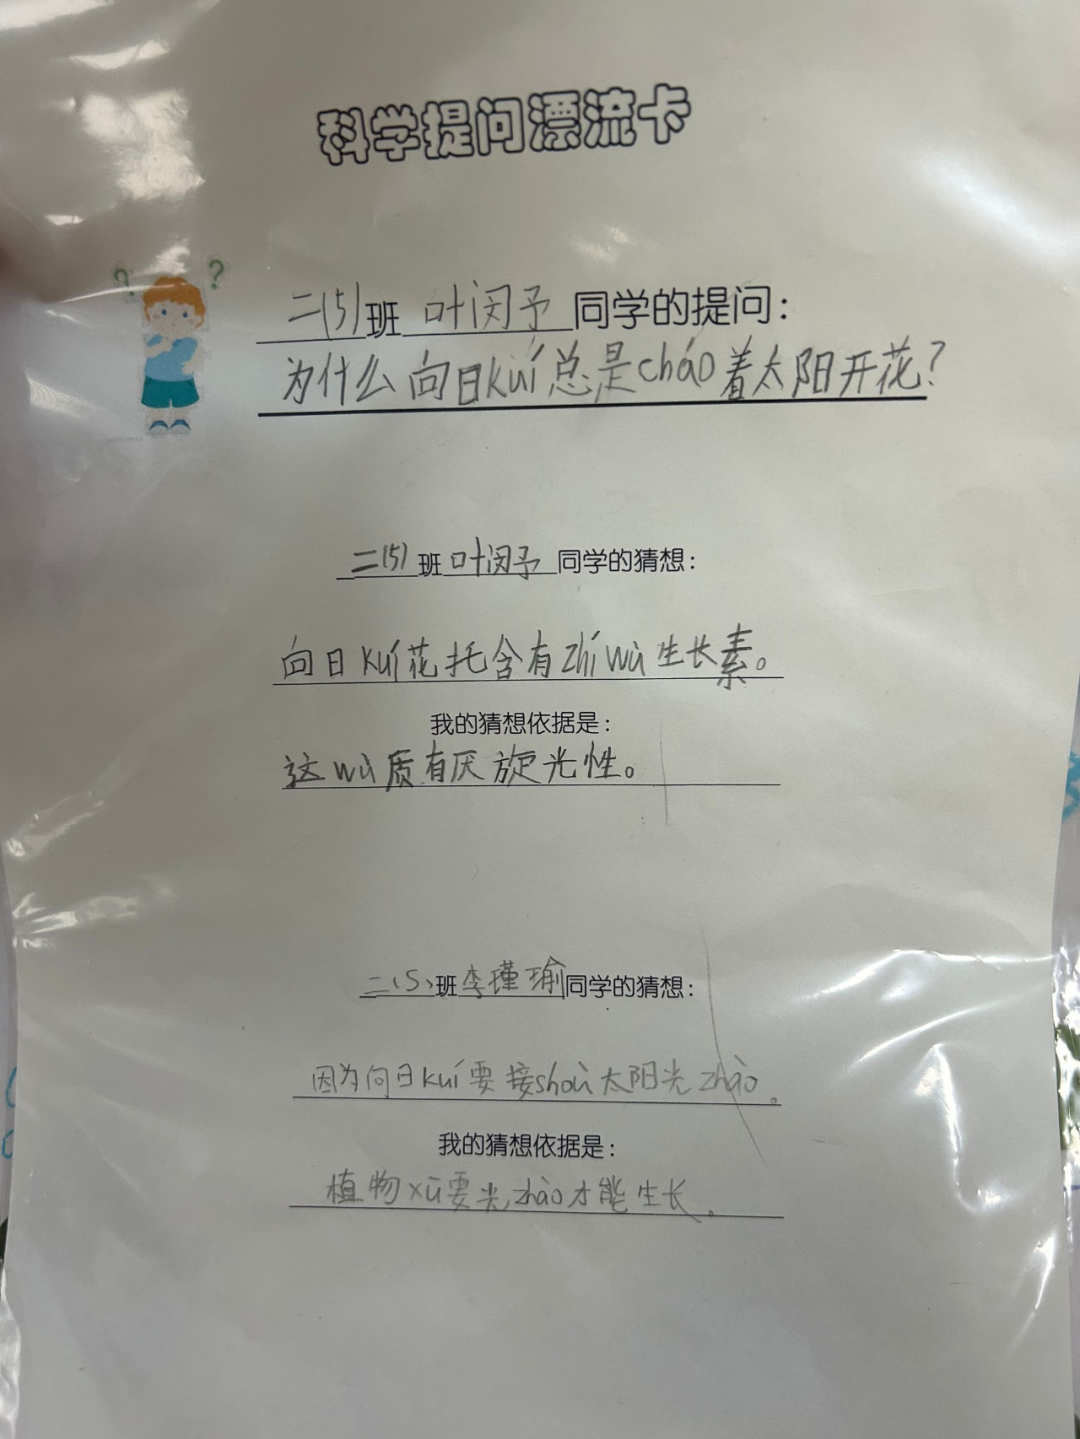 科学提问漂流卡
? ?
二(5)班 叶闵予 同学的提问:
为什么向日kuí总是cháo着太阳开花?
二(5)班叶闵予同学的猜想:
向日kuí花托含有zhí wù生长素。
我的猜想依据是:
这wù质有厌旋光性。
二(5)班李瑾瑜同学的猜想:
因为向日kuí要接shoù太阳光zhào。
我的猜想依据是:
植物xū要光zhào才能生长。